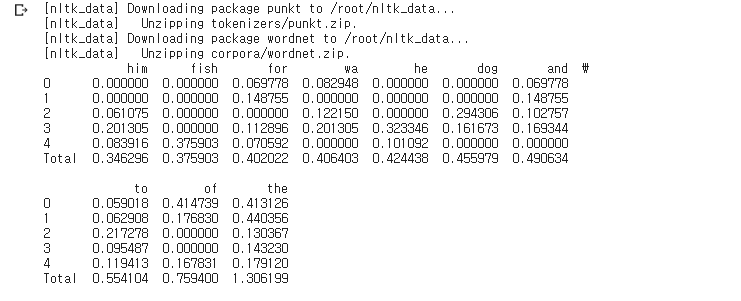 [nltk_data] Downloading package punkt to /root/nltk_data...
[nltk_data]   Unzipping tokenizers/punkt.zip.
[nltk_data] Downloading package wordnet to /root/nltk_data...
[nltk_data]   Unzipping corpora/wordnet.zip.
him fish for wa he dog and ₩
0 0.000000 0.000000 0.069778 0.082948 0.000000 0.000000 0.069778
1 0.000000 0.000000 0.148755 0.000000 0.000000 0.000000 0.148755
2 0.061075 0.000000 0.000000 0.122150 0.000000 0.294306 0.102757
3 0.201305 0.000000 0.112896 0.201305 0.323346 0.161673 0.169344
4 0.083916 0.375903 0.070592 0.000000 0.101092 0.000000 0.000000
Total 0.346296 0.375903 0.402022 0.406403 0.424438 0.455979 0.490634
to of the
0 0.059018 0.414739 0.413126
1 0.062908 0.176830 0.440356
2 0.217278 0.000000 0.130367
3 0.095487 0.000000 0.143230
4 0.119413 0.167831 0.179120
Total 0.554104 0.759400 1.306199